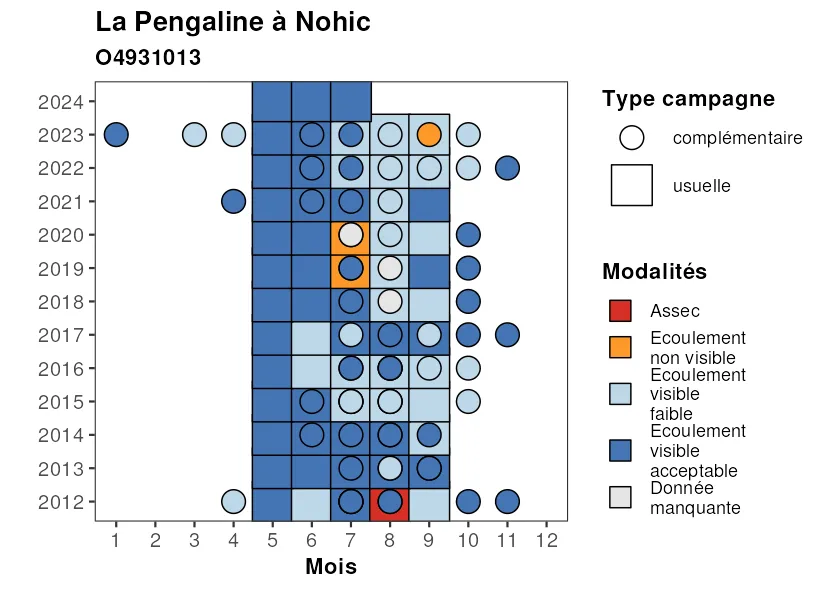 La Pengaline à Nohic
O4931013
2024
2023
2022
2021
2020
2019
2018
2017
2016
2015
2014
2013
2012
1 2 3 4 5 6 7 8 9 10 11 12
Mois
Type campagne
complémentaire
usuelle
Modalités
Assec
Ecoulement
non visible
Ecoulement
visible
faible
Ecoulement
visible
acceptable
Donnée
manquante